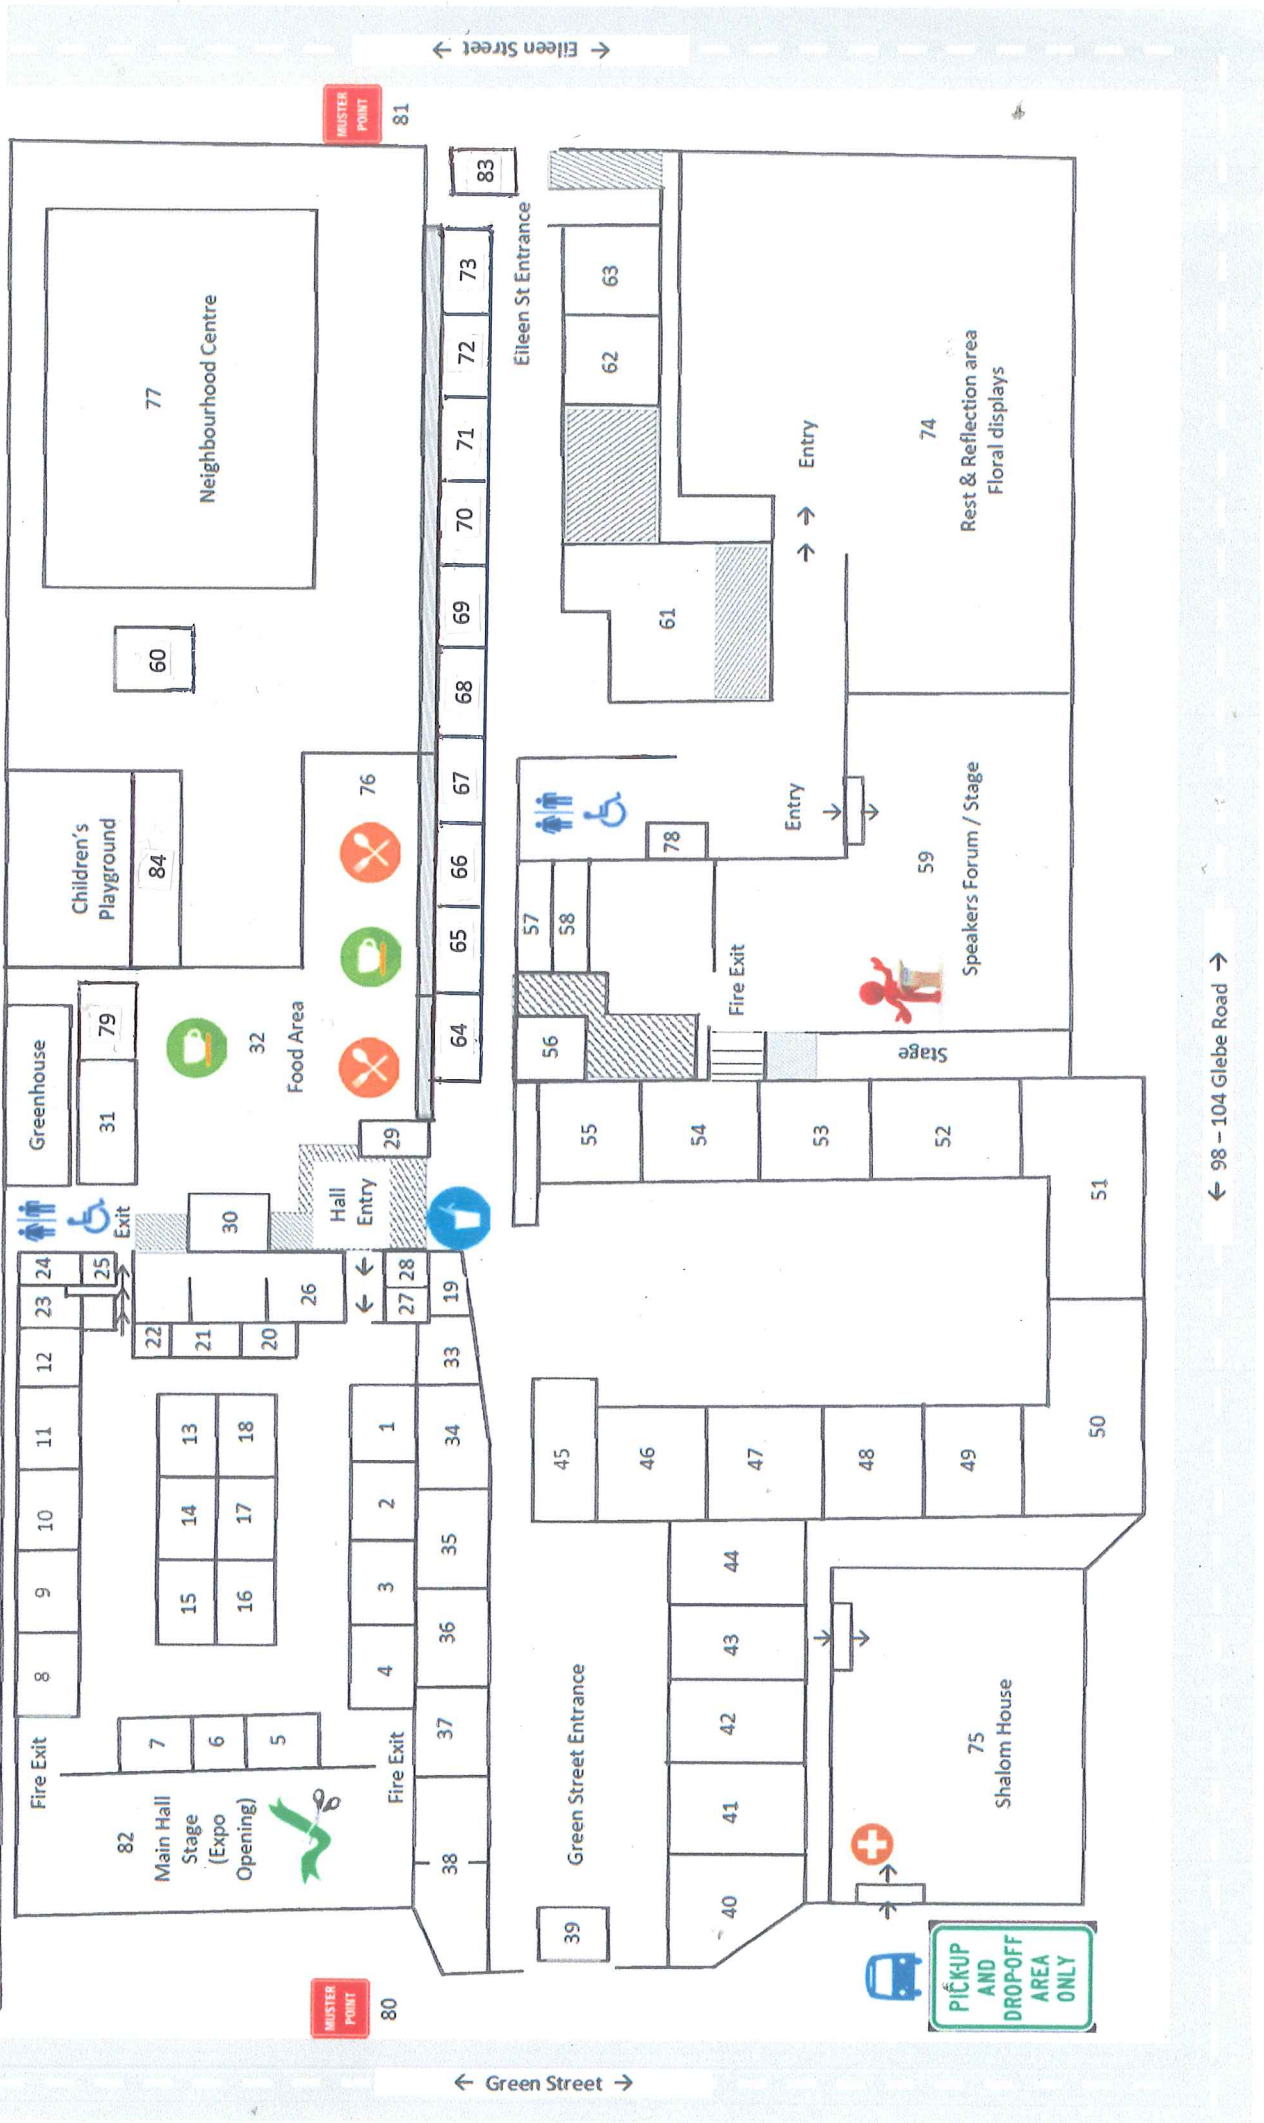 ← Green Street →
MUSTER
POINT
80
Fire Exit
82
Main Hall
Stage
(Expo
Opening)
Fire Exit
8
9
10
11
12
23
24
25
7
6
5
15
14
13
16
17
18
22
21
20
26
4
3
2
1
27
28
Exit
30
Hall
Entry
29
38
37
36
35
34
33
19
Greenhouse
31
79
32
Food Area
Children's
Playground
84
76
60
77
Neighbourhood Centre
MUSTER
POINT
81
64
65
66
67
68
69
70
71
72
73
83
Eileen St Entrance
← Eileen Street →
39
Green Street Entrance
40
41
42
43
44
45
46
47
48
49
50
51
52
53
54
55
56
57
58
Fire Exit
78
Entry
61
62
63
Entry
Stage
59
Speakers Forum / Stage
74
Rest & Reflection area
Floral displays
75
Shalom House
PICK-UP
AND
DROP-OFF
AREA
ONLY
← 98 – 104 Glebe Road →